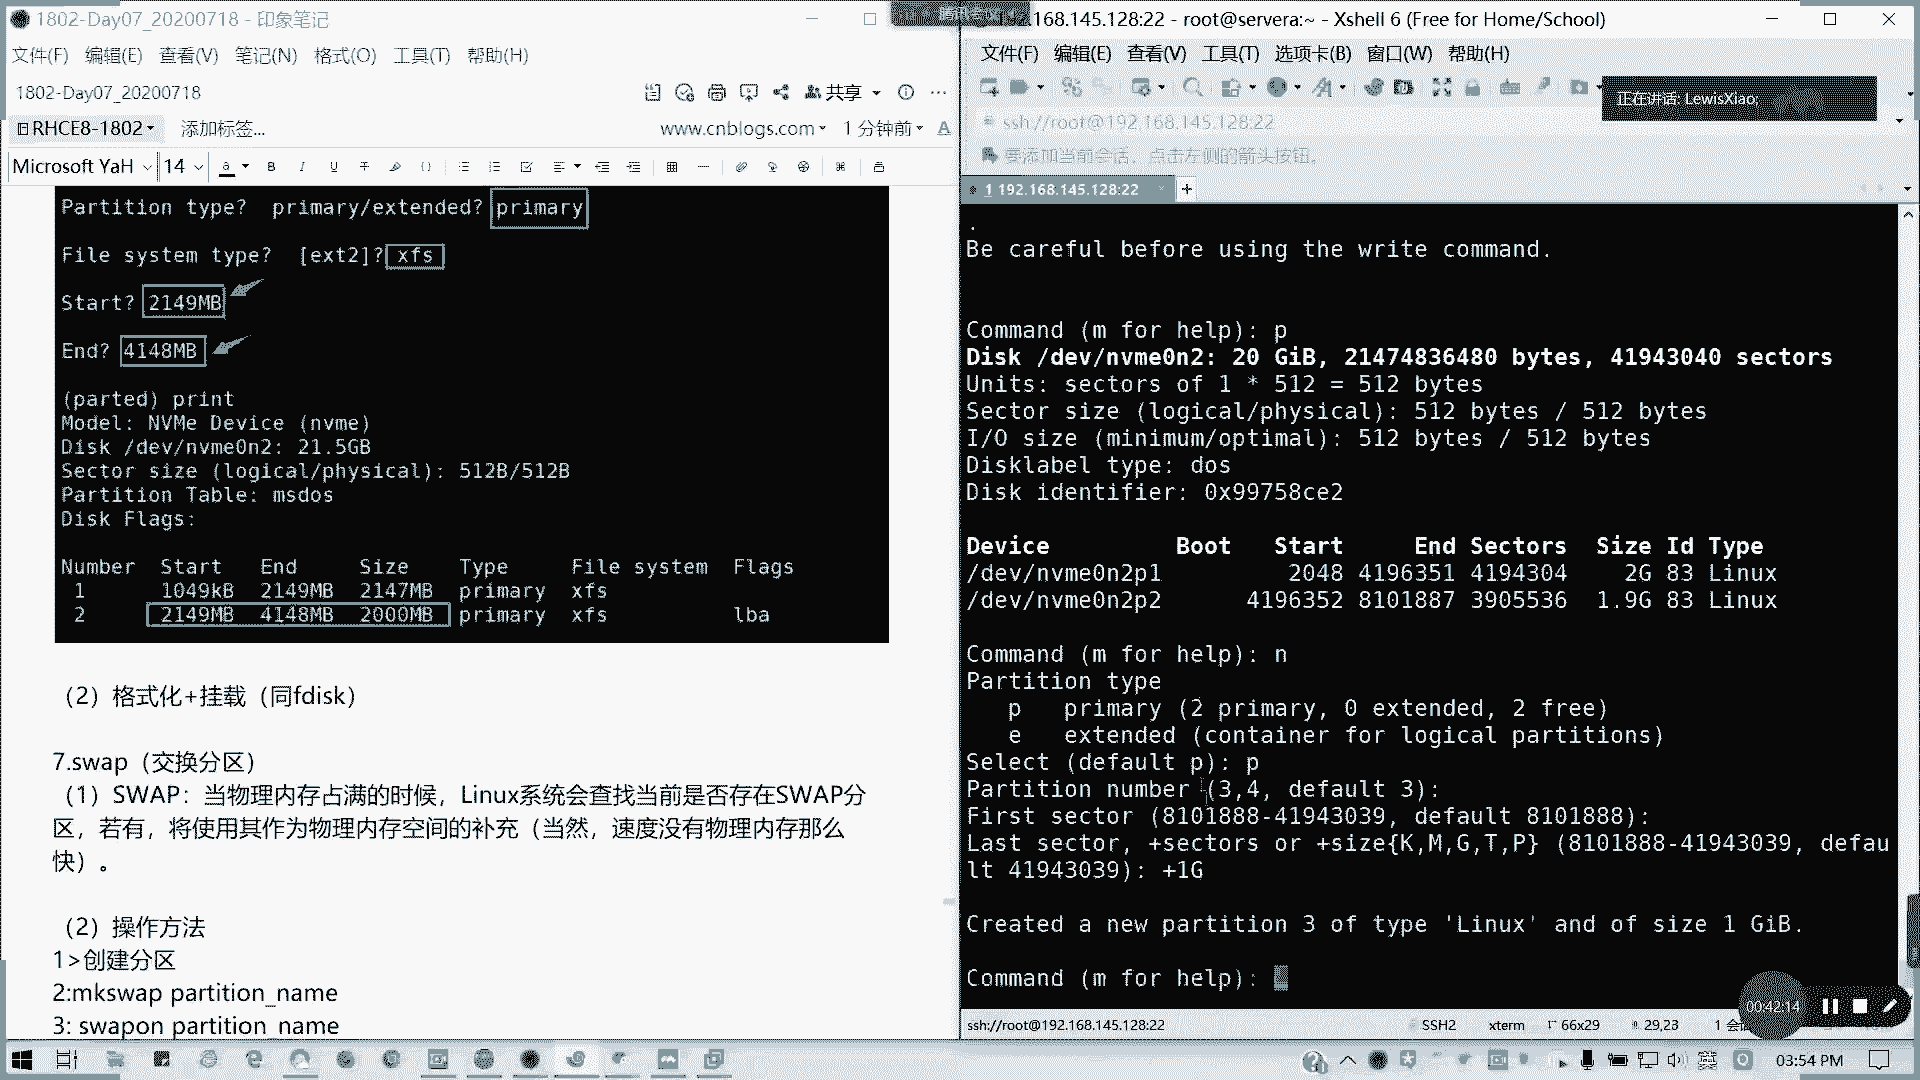 1802-Day07_20200718 - 印象笔记
文件(F) 编辑(E) 查看(V) 笔记(N) 格式(O) 工具(T) 帮助(H)
1802-Day07_20200718
共享
RHCE8-1802 添加标签...
www.cnblogs.com 1 分钟前
Microsoft YaH 14
Partition type? primary/extended? primary
File system type? [ext2]? xfs
Start? 2149MB
End? 4148MB
(parted) print
Model: NVMe Device (nvme)
Disk /dev/nvme0n2: 21.5GB
Sector size (logical/physical): 512B/512B
Partition Table: msdos
Disk Flags:
Number Start End Size Type File system Flags
1 1049kB 2149MB 2147MB primary xfs
2 2149MB 4148MB 2000MB primary xfs lba
（2）格式化+挂载（同fdisk）
7.swap（交换分区）
（1）SWAP：当物理内存占满的时候，Linux系统会查找当前是否存在SWAP分
区，若有，将使用其作为物理内存空间的补充（当然，速度没有物理内存那么
快）。
（2）操作方法
1>创建分区
2:mkswap partition_name
3: swapon partition_name
192.168.145.128:22 - root@servera:~ - Xshell 6 (Free for Home/School)
文件(F) 编辑(E) 查看(V) 工具(T) 选项卡(B) 窗口(W) 帮助(H)
正在讲话: LewisXiao;
ssh://root@192.168.145.128:22
要添加当前会话，点击左侧的箭头按钮。
1 192.168.145.128:22
.
Be careful before using the write command.
Command (m for help): p
Disk /dev/nvme0n2: 20 GiB, 21474836480 bytes, 41943040 sectors
Units: sectors of 1 * 512 = 512 bytes
Sector size (logical/physical): 512 bytes / 512 bytes
I/O size (minimum/optimal): 512 bytes / 512 bytes
Disklabel type: dos
Disk identifier: 0x99758ce2
Device Boot Start End Sectors Size Id Type
/dev/nvme0n2p1 2048 4196351 4194304 2G 83 Linux
/dev/nvme0n2p2 4196352 8101887 3905536 1.9G 83 Linux
Command (m for help): n
Partition type
p primary (2 primary, 0 extended, 2 free)
e extended (container for logical partitions)
Select (default p): p
Partition number (3,4, default 3):
First sector (8101888-41943039, default 8101888):
Last sector, +sectors or +size{K,M,G,T,P} (8101888-41943039, defau
lt 41943039): +1G
Created a new partition 3 of type 'Linux' and of size 1 GiB.
Command (m for help):
00:42:14
ssh://root@192.168.145.128:22 SSH2 xterm 66x29 29,23 1 会
英 03:54 PM